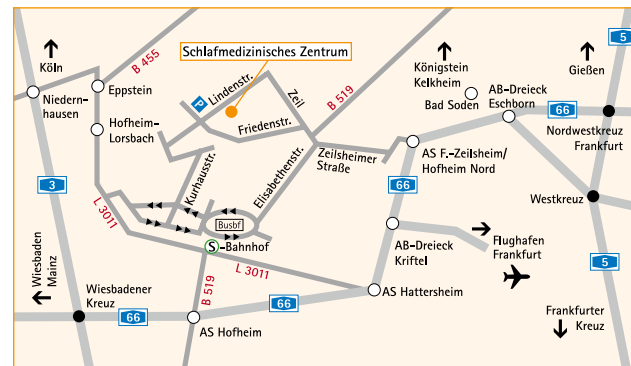 Köln
B 455
Schlafmedizinisches Zentrum
5
Gießen
Königstein
Kelkheim
Bad Soden
AB–Dreieck
Eschborn
66
Nordwestkreuz
Frankfurt
Niedern-
hausen
Eppstein
Hofheim-
Lorsbach
P
Lindenstr.
Zeil
Friedenstr.
B 519
Zeilsheimer
Straße
AS F.–Zeilsheim/
Hofheim Nord
66
Westkreuz
3
Kurhausstr.
Elisabethenstr.
L 3011
Busbf
S–Bahnhof
L 3011
AB–Dreieck
Kriftel
Flughafen
Frankfurt
5
Wiesbaden
Mainz
Wiesbadener
Kreuz
66
B 519
AS Hofheim
66
AS Hattersheim
Frankfurter
Kreuz